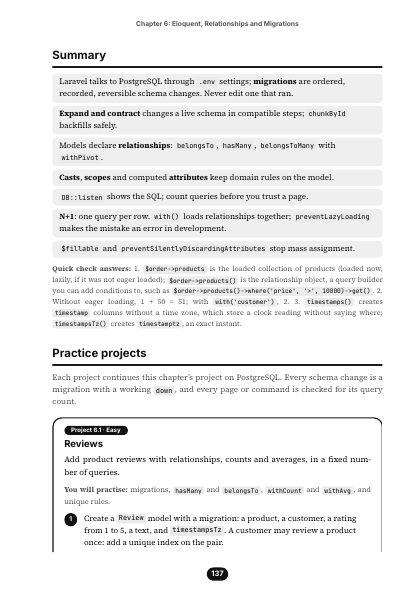 Chapter 6: Eloquent, Relationships and Migrations
Summary
Laravel talks to PostgreSQL through .env settings; migrations are ordered,
recorded, reversible schema changes. Never edit one that ran.
Expand and contract changes a live schema in compatible steps; chunkById
backfills safely.
Models declare relationships: belongsTo, hasMany, belongsToMany with
withPivot.
Casts, scopes and computed attributes keep domain rules on the model.
DB::listen shows the SQL; count queries before you trust a page.
N+1: one query per row. with() loads relationships together; preventLazyLoading
makes the mistake an error in development.
$fillable and preventSilentlyDiscardingAttributes stop mass assignment.
Quick check answers: 1. $order->products is the loaded collection of products (loaded now,
lazily, if it was not eager loaded); $order->products() is the relationship object, a query builder
you can add conditions to, such as $order->products()->where('price', '>', 10000)->get(). 2.
Without eager loading, 1 + 50 = 51; with with('customer'), 2. 3. timestamps() creates
timestamp columns without a time zone, which store a clock reading without saying where;
timestampsTz() creates timestamptz, an exact instant.
Practice projects
Each project continues this chapter's project on PostgreSQL. Every schema change is a
migration with a working down, and every page or command is checked for its query
count.
Project 6.1 · Easy
Reviews
Add product reviews with relationships, counts and averages, in a fixed num-
ber of queries.
You will practise: migrations, hasMany and belongsTo, withCount and withAvg, and
unique rules.
1 Create a Review model with a migration: a product, a customer, a rating
from 1 to 5, a text, and timestampsTz. A customer may review a product
once: add a unique index on the pair.
137